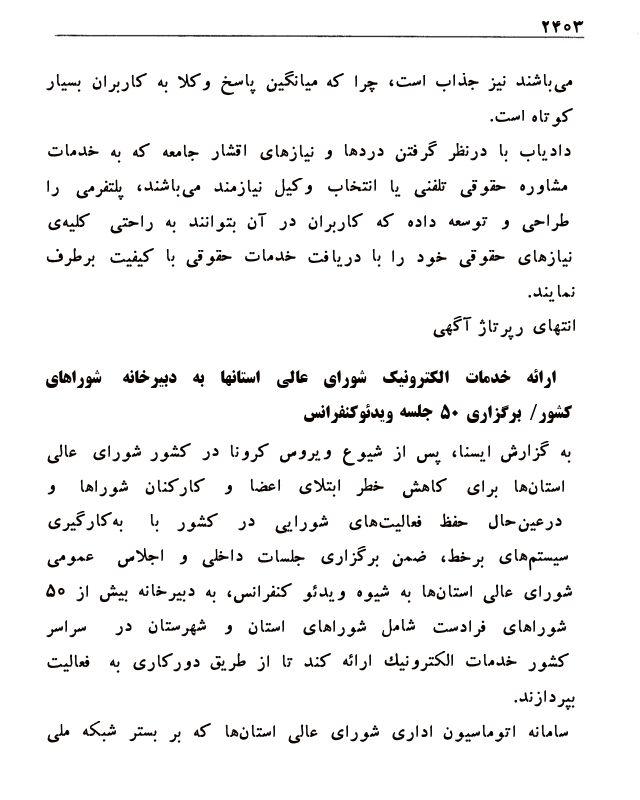 ۲۴۰۳
می‌باشند نیز جذاب است، چرا که میانگین پاسخ وکلا به کاربران بسیار
کوتاه است.
دادیاب با درنظر گرفتن دردها و نیازهای اقشار جامعه که به خدمات
مشاوره حقوقی تلفنی یا انتخاب وکیل نیازمند می‌باشند، پلتفرمی را
طراحی و توسعه داده که کاربران در آن بتوانند به راحتی کلیه‌ی
نیازهای حقوقی خود را با دریافت خدمات حقوقی با کیفیت برطرف
نمایند.
انتهای رپرتاژ آگهی
ارائه خدمات الکترونیک شورای عالی استانها به دبیرخانه شوراهای
کشور/ برگزاری ۵۰ جلسه ویدئوکنفرانس
به گزارش ایسنا، پس از شیوع ویروس کرونا در کشور شورای عالی
استان‌ها برای کاهش خطر ابتلای اعضا و کارکنان شوراها و
درعین‌حال حفظ فعالیت‌های شورایی در کشور با به‌کارگیری
سیستم‌های برخط، ضمن برگزاری جلسات داخلی و اجلاس عمومی
شورای عالی استان‌ها به شیوه ویدئو کنفرانس، به دبیرخانه بیش از ۵۰
شوراهای فرادست شامل شوراهای استان و شهرستان در سراسر
کشور خدمات الکترونیك ارائه کند تا از طریق دورکاری به فعالیت
بپردازند.
سامانه اتوماسیون اداری شورای عالی استان‌ها که بر بستر شبکه ملی